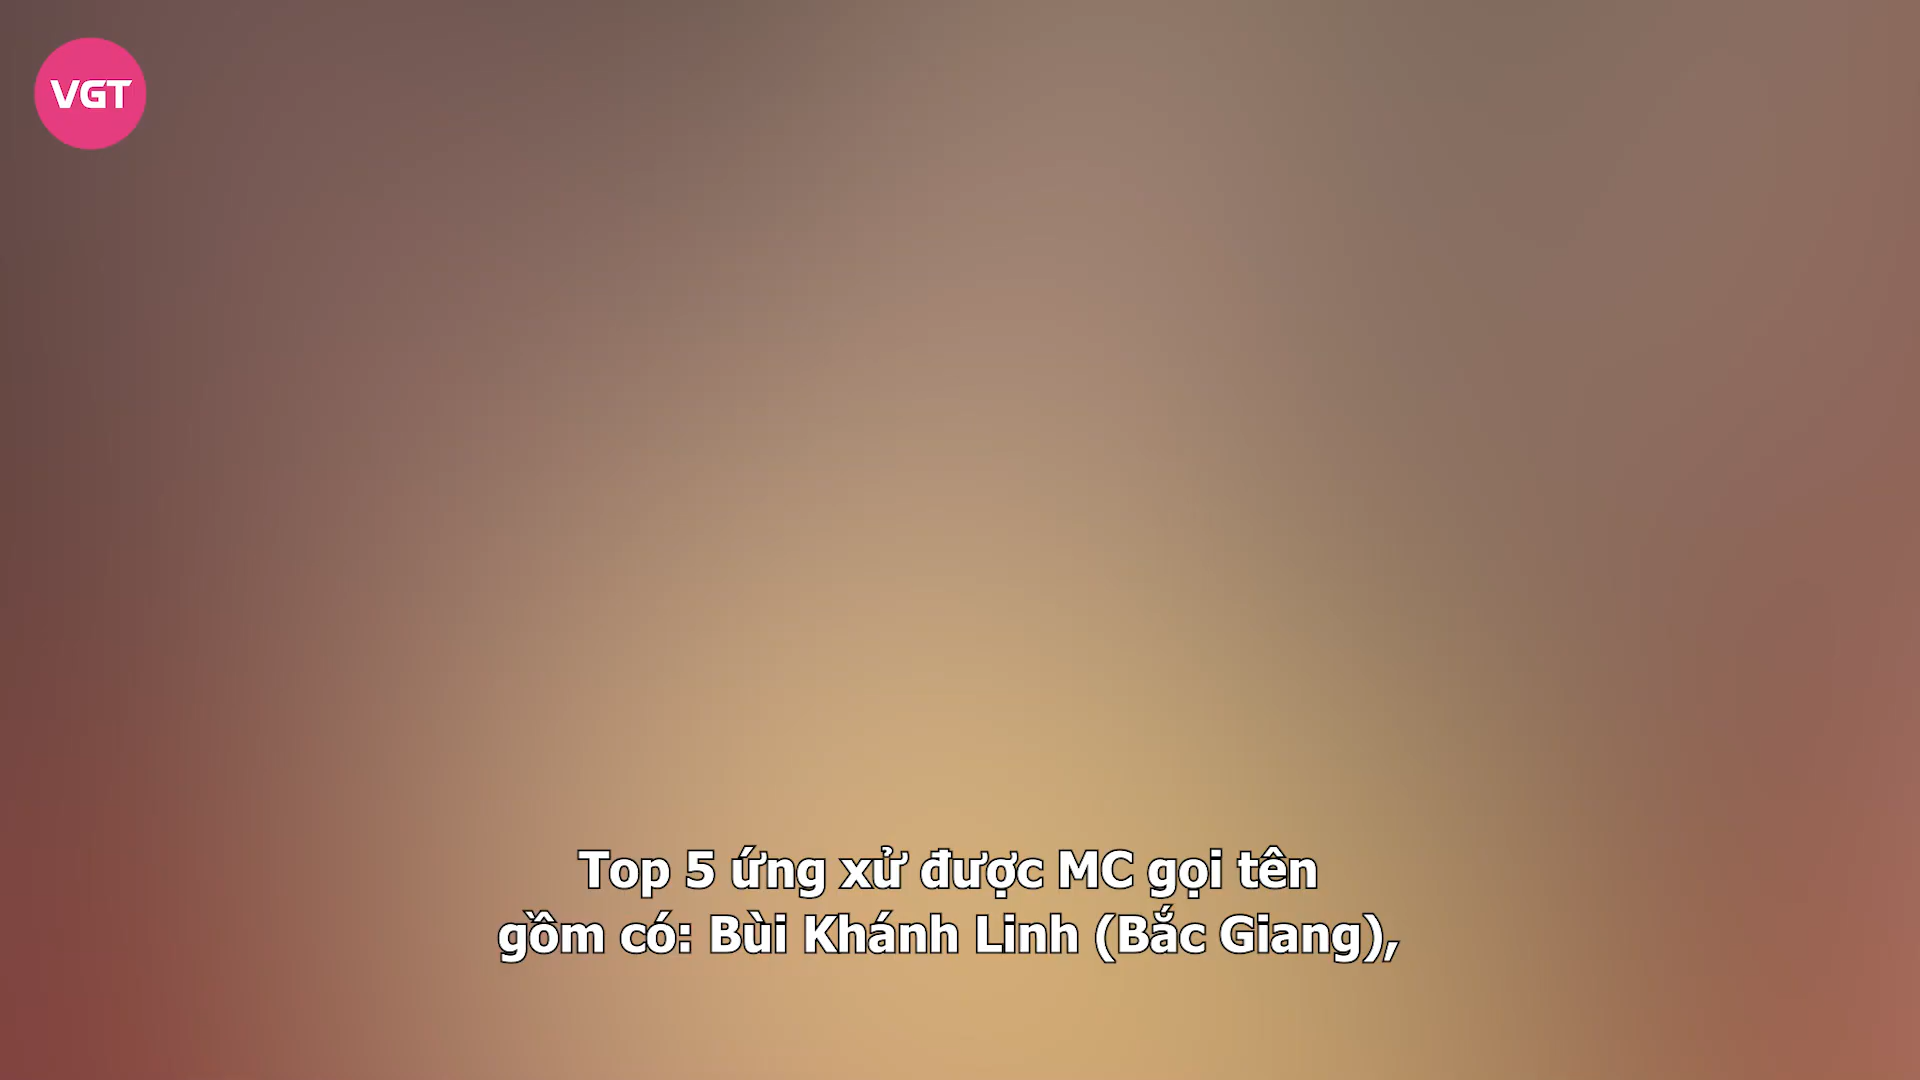 VGT
Top 5 ứng xử được MC gọi tên
gồm có: Bùi Khánh Linh (Bắc Giang),